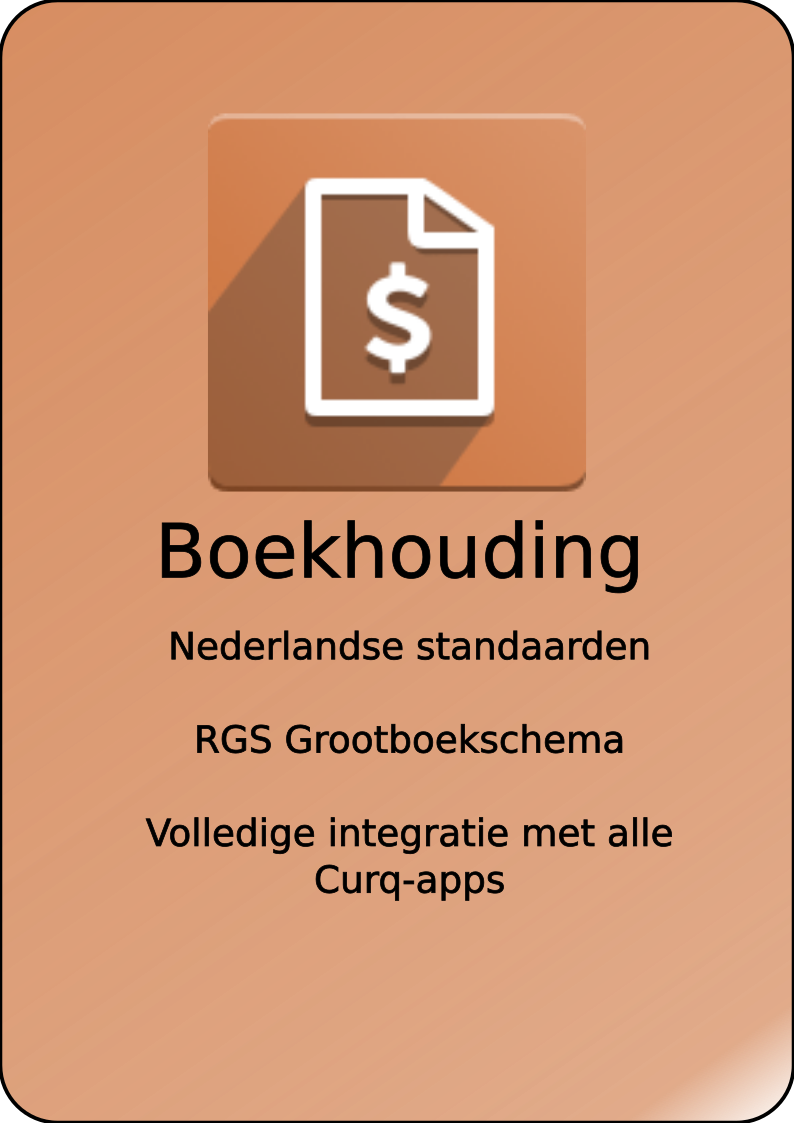 $
Boekhouding
Nederlandse standaarden
RGS Grootboekschema
Volledige integratie met alle
Curq-apps